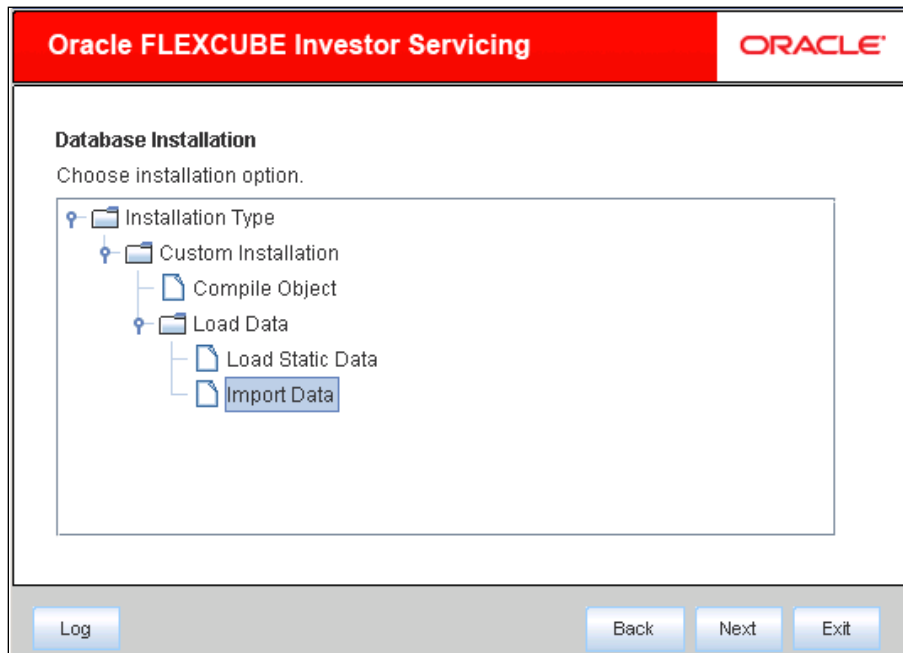 Oracle FLEXCUBE Investor Servicing
ORACLE
Database Installation
Choose installation option.
Installation Type
Custom Installation
Compile Object
Load Data
Load Static Data
Import Data
Log
Back
Next
Exit